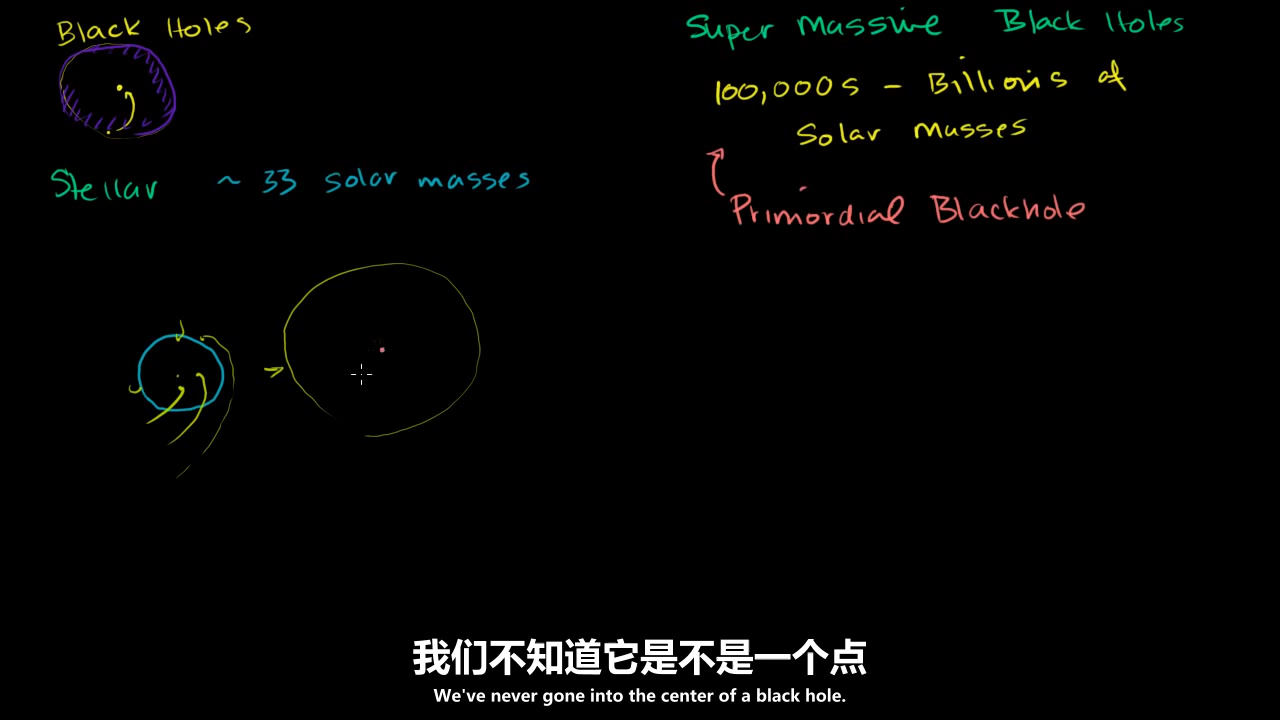 Black Holes
Stellar ~ 33 solar masses
Super Massive Black Holes
100,000s - Billions of
Solar Masses
Primordial Blackhole
我们不知道它是不是一个点
We've never gone into the center of a black hole.